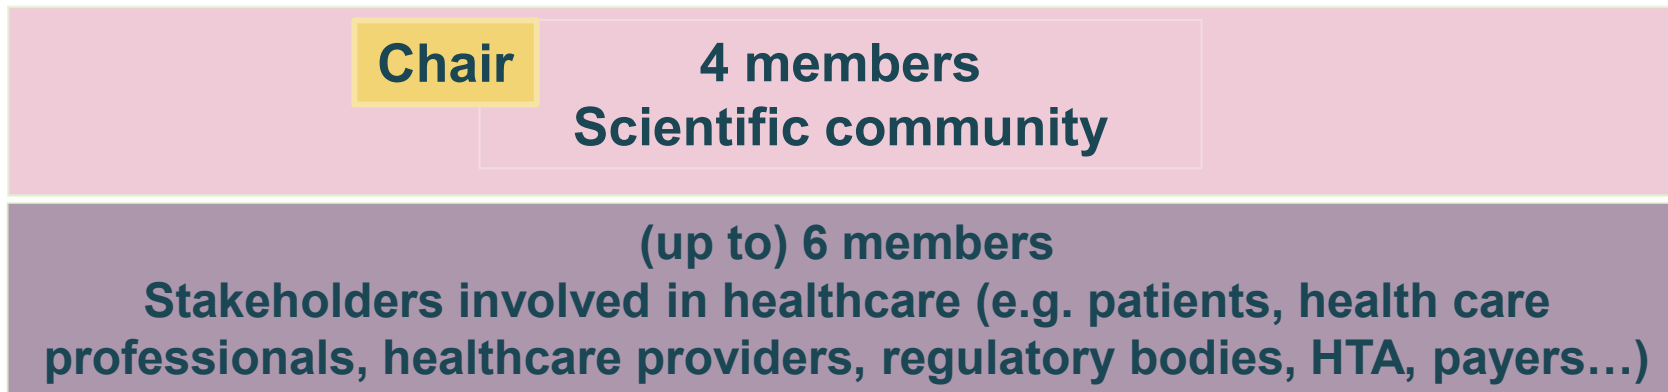 Chair
4 members
Scientific community
(up to) 6 members
Stakeholders involved in healthcare (e.g. patients, health care
professionals, healthcare providers, regulatory bodies, HTA, payers…)